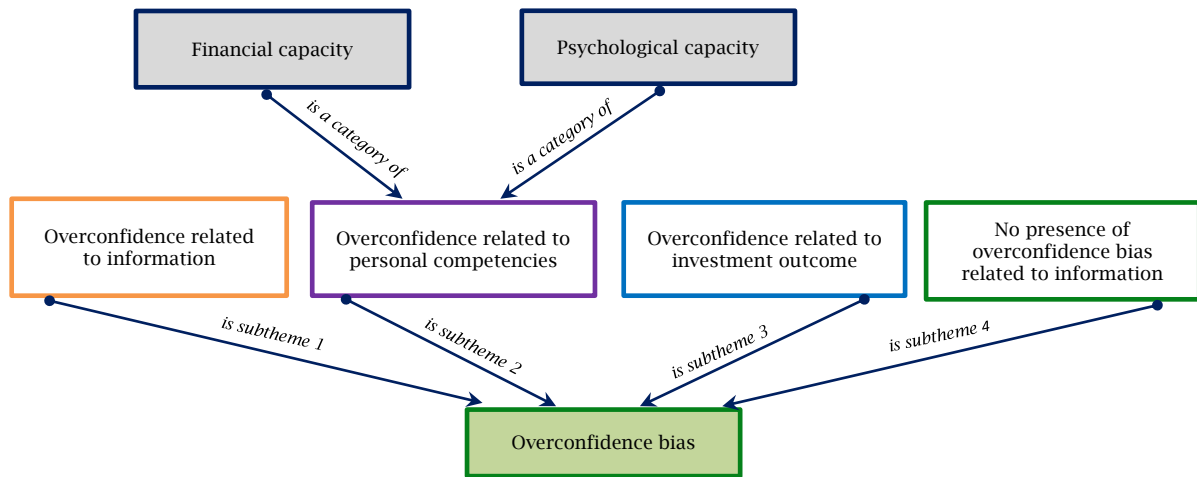 Financial capacity
Psychological capacity
is a category of
is a category of
Overconfidence related
to information
Overconfidence related to
personal competencies
Overconfidence related to
investment outcome
No presence of
overconfidence bias
related to information
is subtheme 1
is subtheme 2
is subtheme 3
is subtheme 4
Overconfidence bias